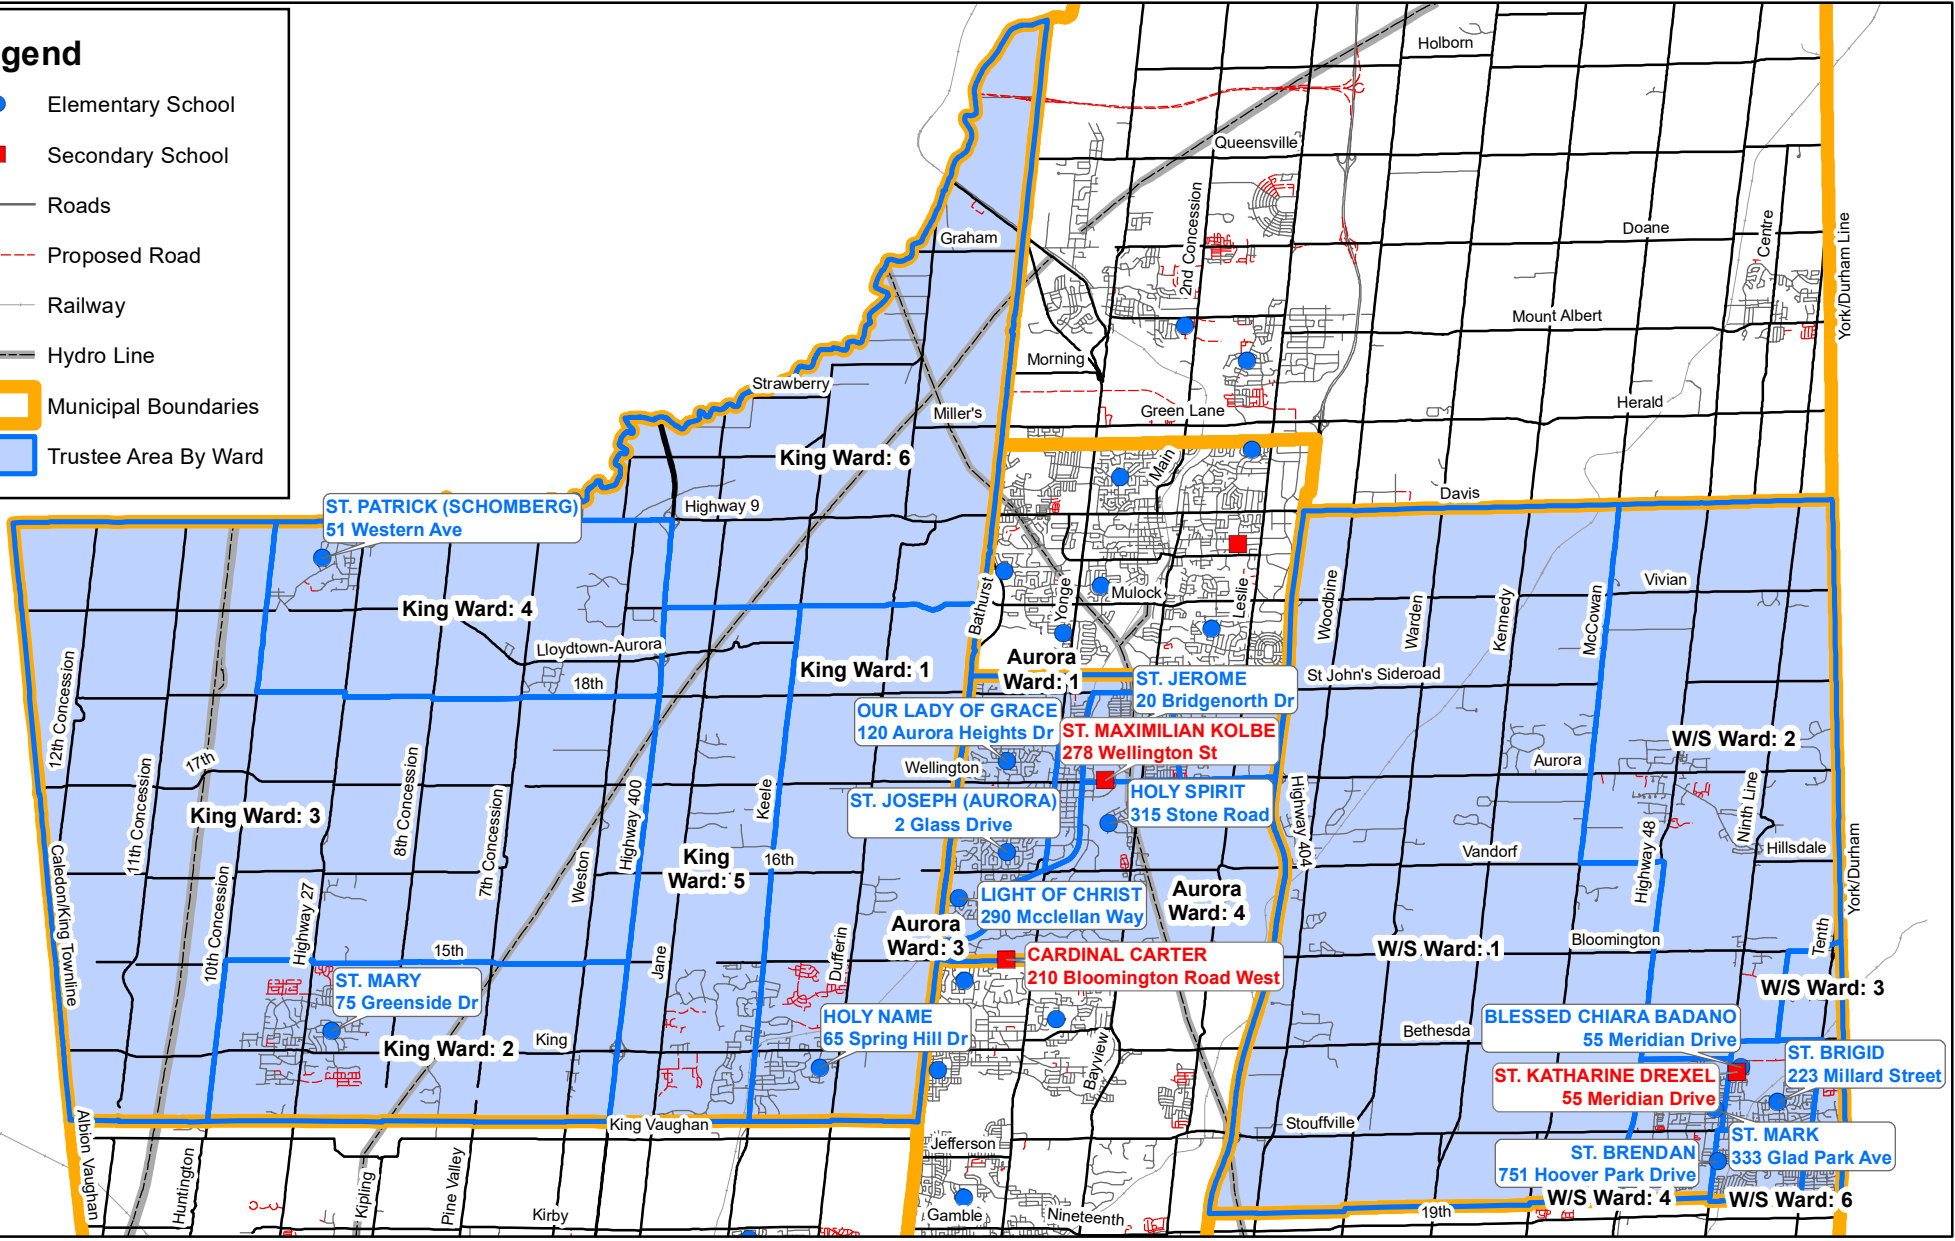 gend
Elementary School
Secondary School
Roads
Proposed Road
Railway
Hydro Line
Municipal Boundaries
Trustee Area By Ward
Holborn
Queensville
2nd Concession
Graham
Doane
Centre
York/Durham Line
Mount Albert
Morning
Strawberry
Miller's
Green Lane
Herald
King Ward: 6
Main
Davis
Highway 9
ST. PATRICK (SCHOMBERG)
51 Western Ave
Bathurst
Yonge
Mulock
Leslie
Woodbine
Warden
Kennedy
McCowan
Vivian
King Ward: 4
Lloydtown-Aurora
King Ward: 1
18th
Aurora
Ward: 1
ST. JEROME
20 Bridgenorth Dr
St John's Sideroad
12th Concession
OUR LADY OF GRACE
120 Aurora Heights Dr
ST. MAXIMILIAN KOLBE
278 Wellington St
W/S Ward: 2
17th
Wellington
Aurora
11th Concession
8th Concession
7th Concession
Highway 400
Keele
ST. JOSEPH (AURORA)
2 Glass Drive
HOLY SPIRIT
315 Stone Road
Highway 404
Ninth Line
Highway 48
King Ward: 3
Caledon/King Townline
10th Concession
Highway 27
Weston
King
Ward: 5
16th
Vandorf
Hillsdale
York/Durham
LIGHT OF CHRIST
290 Mcclellan Way
Aurora
Ward: 4
Aurora
Ward: 3
15th
Jane
Dufferin
CARDINAL CARTER
210 Bloomington Road West
W/S Ward: 1
Bloomington
Tenth
W/S Ward: 3
ST. MARY
75 Greenside Dr
HOLY NAME
65 Spring Hill Dr
King Ward: 2
King
Bayview
Bethesda
BLESSED CHIARA BADANO
55 Meridian Drive
ST. BRIGID
223 Millard Street
ST. KATHARINE DREXEL
55 Meridian Drive
Albion Vaughan
King Vaughan
Stouffville
ST. MARK
333 Glad Park Ave
ST. BRENDAN
751 Hoover Park Drive
Jefferson
Huntington
Kipling
Pine Valley
Kirby
Gamble
Nineteenth
19th
W/S Ward: 4
W/S Ward: 6